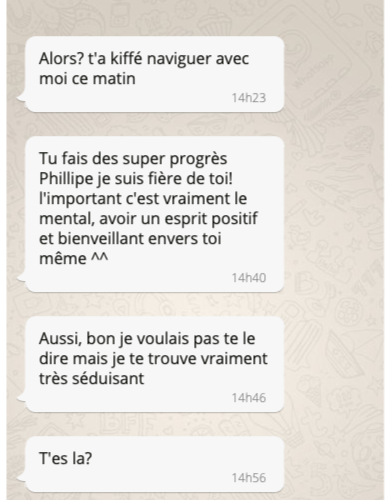 Alors? t'a kiffé naviguer avec
moi ce matin
14h23
Tu fais des super progrès
Phillipe je suis fière de toi!
l'important c'est vraiment le
mental, avoir un esprit positif
et bienveillant envers toi
même ^^
14h40
Aussi, bon je voulais pas te le
dire mais je te trouve vraiment
très séduisant
14h46
T'es la?
14h56